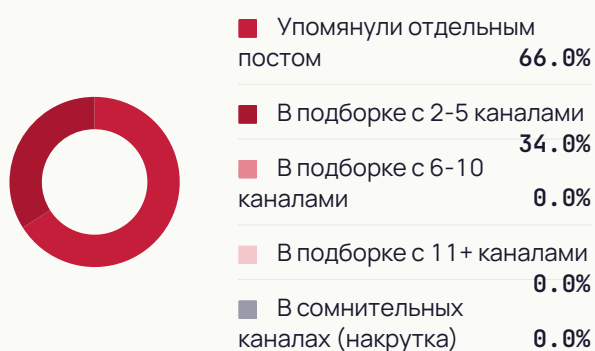 Упомянули отдельным
постом 66.0%
В подборке с 2-5 каналами
34.0%
В подборке с 6-10
каналами 0.0%
В подборке с 11+ каналами
0.0%
В сомнительных
каналах (накрутка) 0.0%